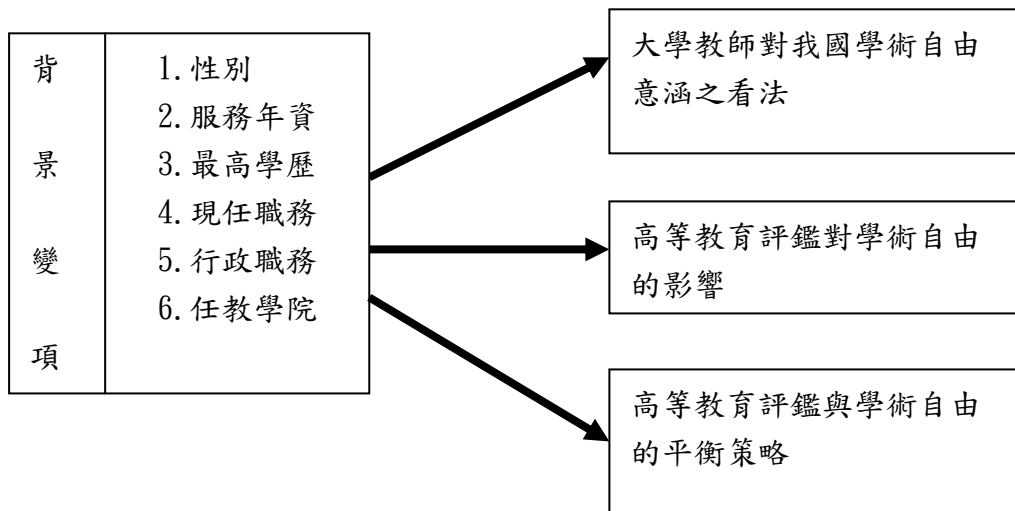 背景變項
1.性別
2.服務年資
3.最高學歷
4.現任職務
5.行政職務
6.任教學院
大學教師對我國學術自由
意涵之看法
高等教育評鑑對學術自由
的影響
高等教育評鑑與學術自由
的平衡策略